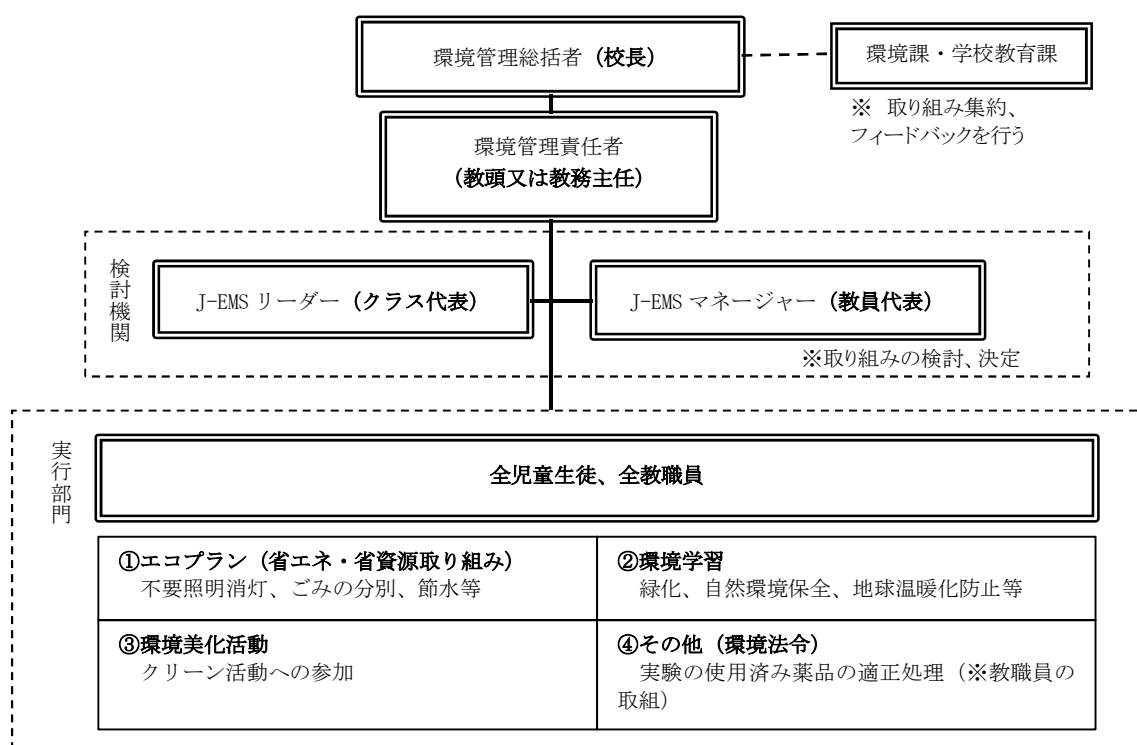 環境管理総括者（校長）
環境課・学校教育課
※ 取り組み集約、
フィードバックを行う
環境管理責任者
（教頭又は教務主任）
検討機関
J-EMS リーダー（クラス代表）
J-EMS マネージャー（教員代表）
※取り組みの検討、決定
実行部門
全児童生徒、全教職員
①エコプラン（省エネ・省資源取り組み）
不要照明消灯、ごみの分別、節水等
②環境学習
緑化、自然環境保全、地球温暖化防止等
③環境美化活動
クリーン活動への参加
④その他（環境法令）
実験の使用済み薬品の適正処理（※教職員の
取組）